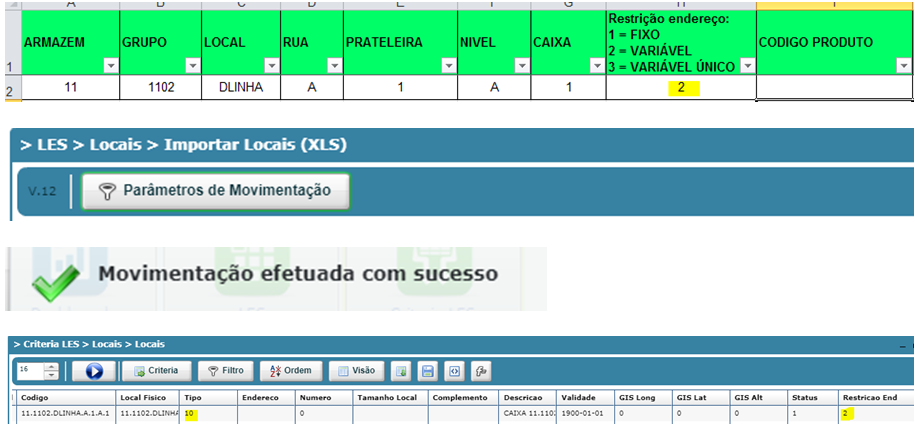 Restrição endereço:
1 = FIXO
2 = VARIÁVEL
3 = VARIÁVEL ÚNICO
ARMAZEM GRUPO LOCAL RUA PRATELEIRA NIVEL CAIXA CODIGO PRODUTO
1
2 11 1102 DLINHA A 1 A 1 2
> LES > Locais > Importar Locais (XLS)
V.12 Parâmetros de Movimentação
Movimentação efetuada com sucesso
> Criteria LES > Locais > Locais
16 Criteria Filtro Ordem Visão
Codigo Local Fisico Tipo Endereco Numero Tamanho Local Complemento Descricao Validade GIS Long GIS Lat GIS Alt Status Restricao End
11.1102.DLINHA.A.1.A.1 11.1102.DLINHA 10 0 CAIXA 11.110 1900-01-01 0 0 0 1 2